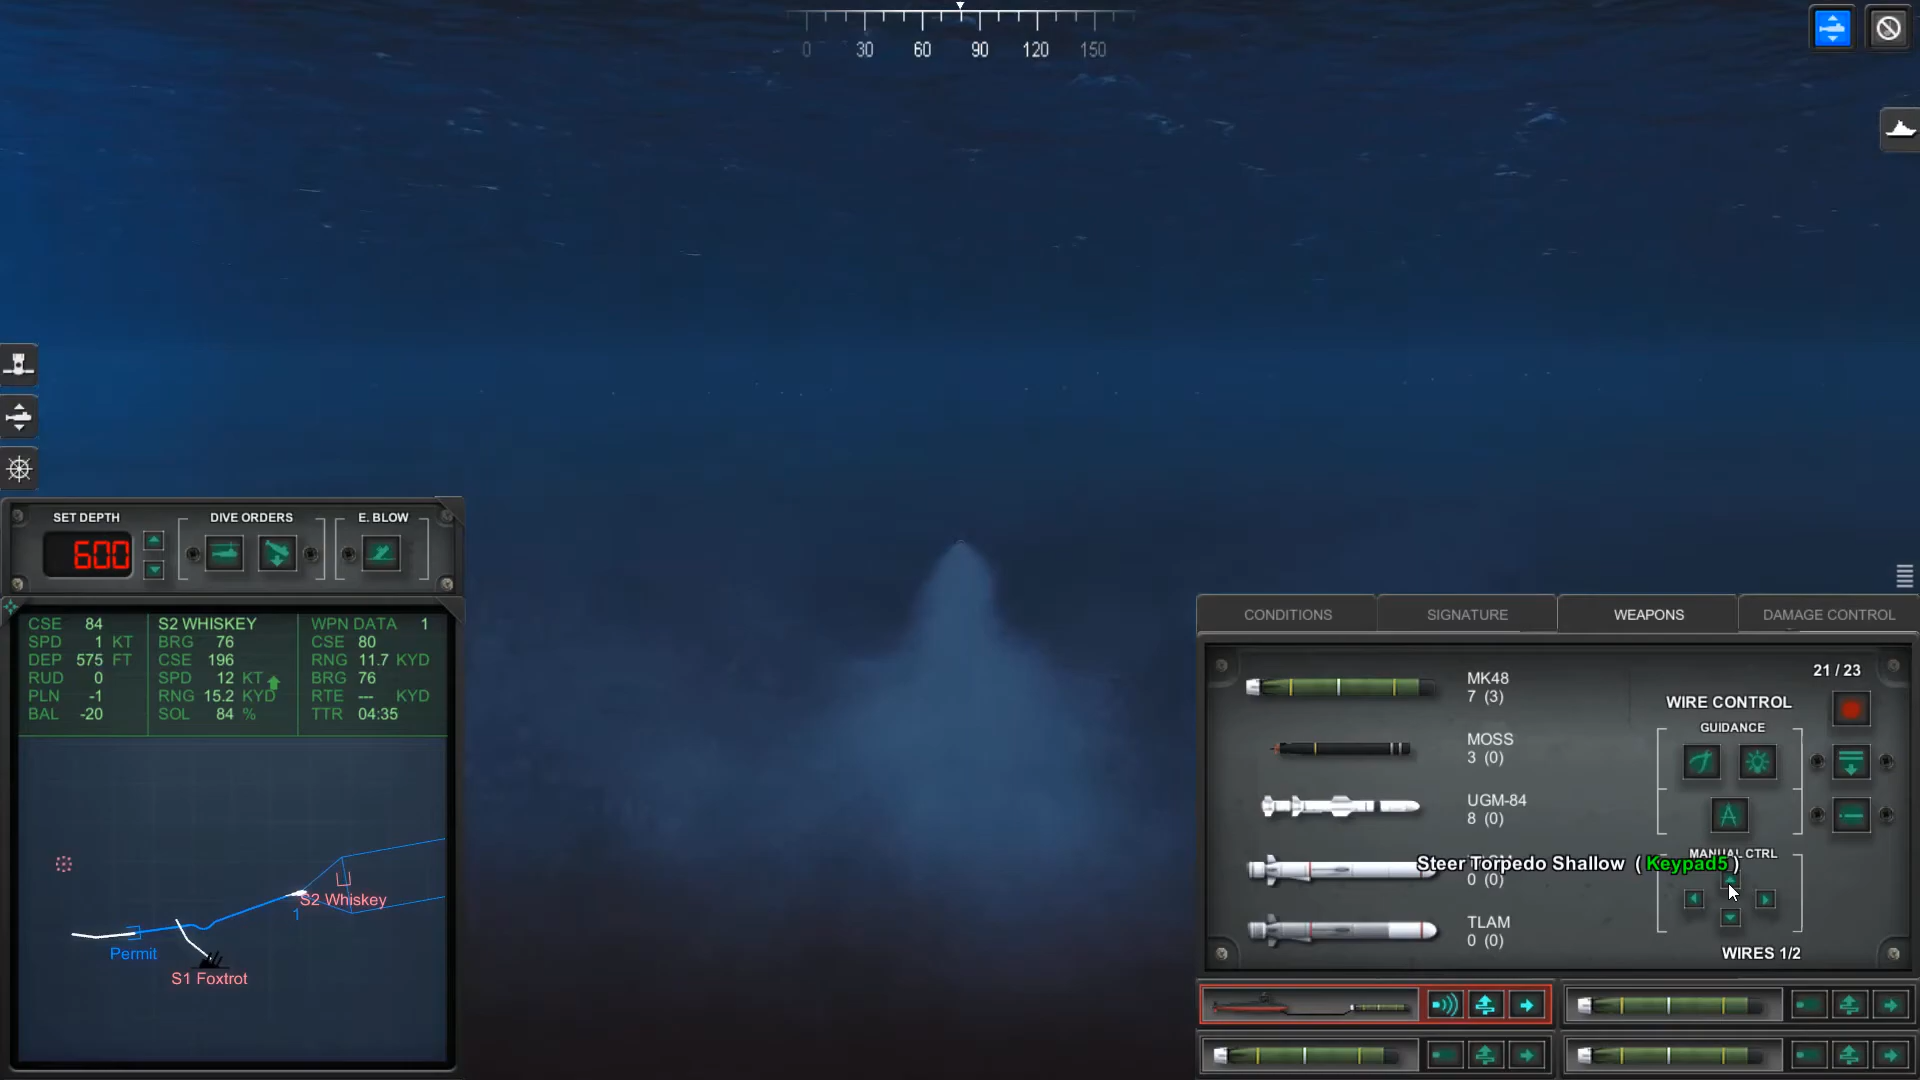 0 30 60 90 120 150
SET DEPTH DIVE ORDERS E. BLOW
600
CSE 84
SPD 1 KT
DEP 575 FT
RUD 0
PLN -1
BAL -20
S2 WHISKEY
BRG 76
CSE 196
SPD 12 KT
RNG 15.2 KYD
SOL 84 %
WPN DATA 1
CSE 80
RNG 11.7 KYD
BRG 76
RTE --- KYD
TTR 04:35
S2 Whiskey
1
Permit
S1 Foxtrot
CONDITIONS SIGNATURE WEAPONS DAMAGE CONTROL
21 / 23
MK48
7 (3)
MOSS
3 (0)
UGM-84
8 (0)
0 (0)
TLAM
0 (0)
WIRE CONTROL
GUIDANCE
MANUAL CTRL
Steer Torpedo Shallow ( Keypad5 )
WIRES 1/2